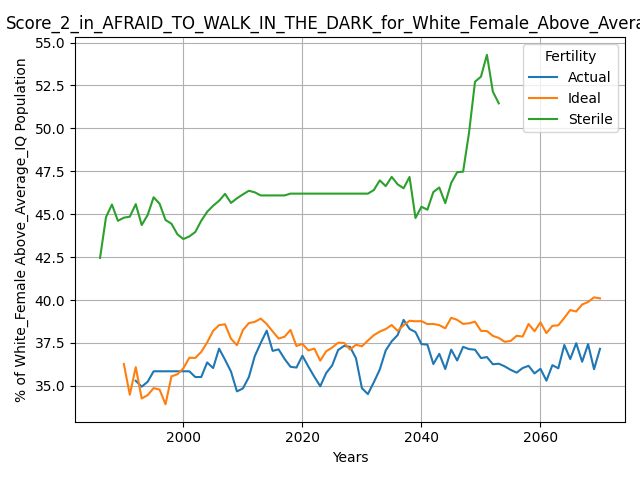 Score_2_in_AFRAID_TO_WALK_IN_THE_DARK_for_White_Female_Above_Avera
Fertility
Actual
Ideal
Sterile
% of White_Female Above_Average_IQ Population
55.0
52.5
50.0
47.5
45.0
42.5
40.0
37.5
35.0
2000
2020
2040
2060
Years